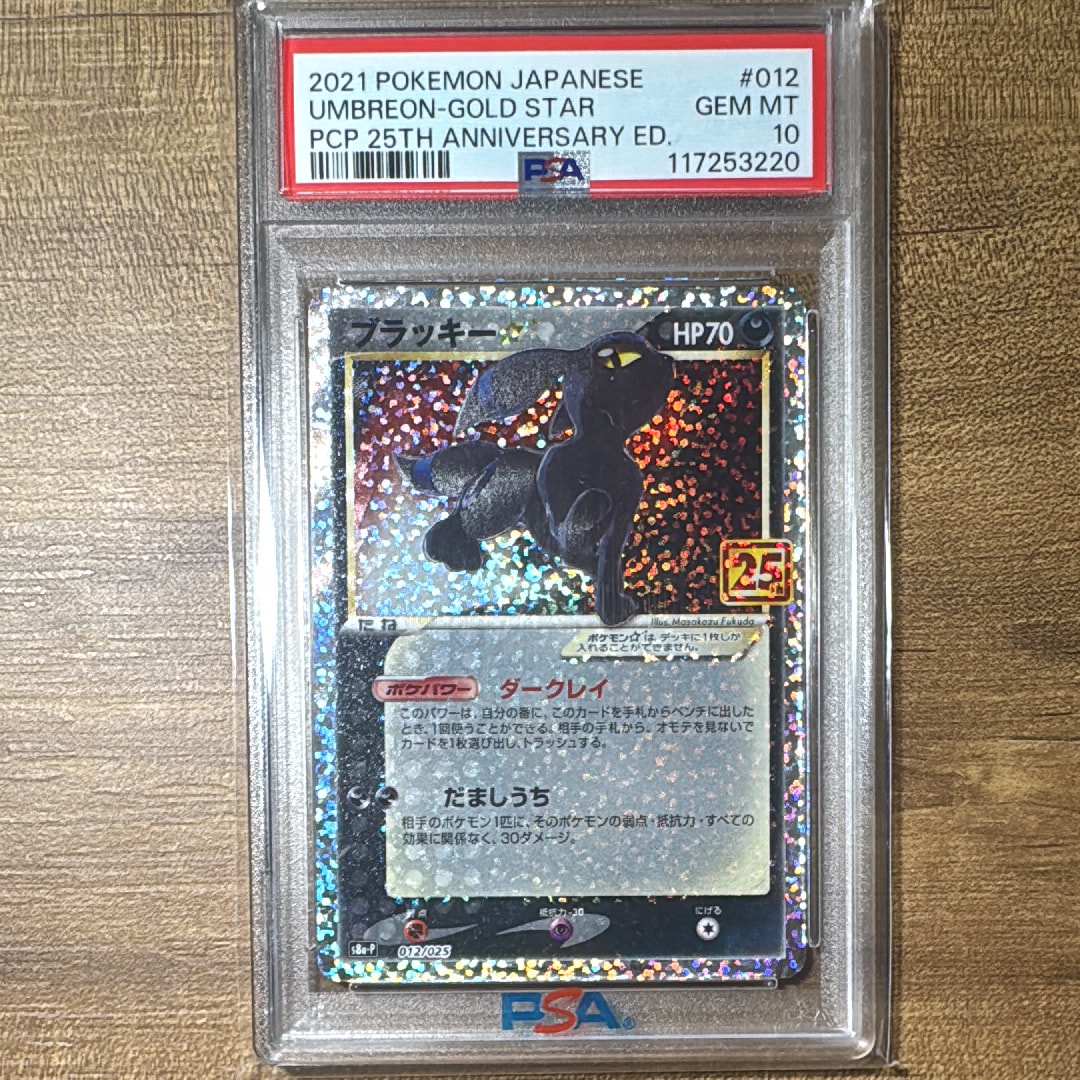 2021 POKEMON JAPANESE #012
UMBREON-GOLD STAR GEM MT
PCP 25TH ANNIVERSARY ED. 10
PSA 117253220
ブラッキー☆ HP70
25
たね
Illus. Masakazu Fukuda
ポケモン☆は、デッキに1枚しか
入れることができません。
ポケパワー ダークレイ
このパワーは、自分の番に、このカードを手札からベンチに出した
とき、1回使うことができる。相手の手札から、オモテを見ないで
カードを1枚選び出し、トラッシュする。
だましうち
相手のポケモン1匹に、そのポケモンの弱点・抵抗力・すべての
効果に関係なく、30ダメージ。
弱点 抵抗力 -30 にげる
s8a-P 012/025
PSA®